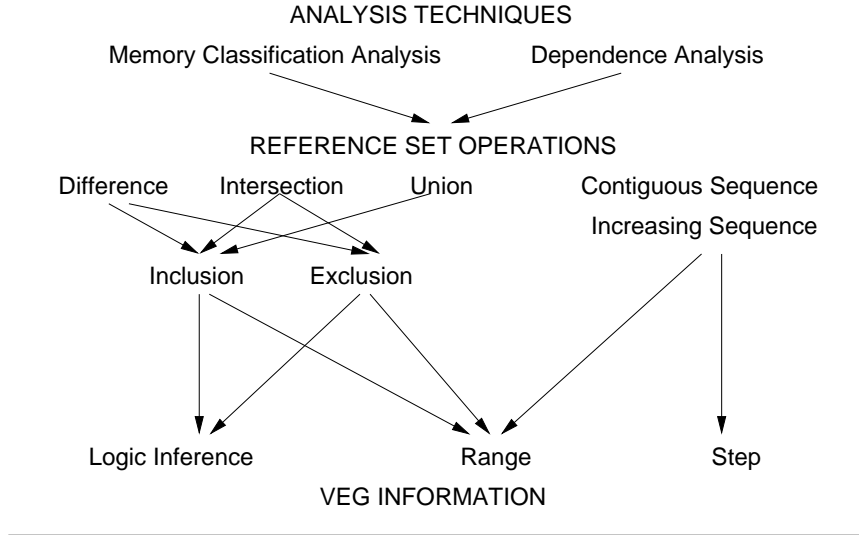 ANALYSIS TECHNIQUES
Memory Classification Analysis Dependence Analysis
REFERENCE SET OPERATIONS
Difference Intersection Union Contiguous Sequence
Increasing Sequence
Inclusion Exclusion
Logic Inference Range Step
VEG INFORMATION